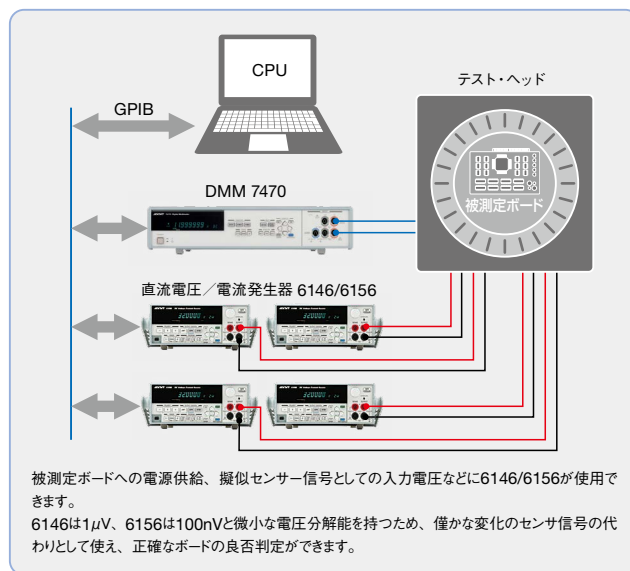 CPU
テスト・ヘッド
GPIB
DMM 7470
被測定ボード
直流電圧／電流発生器 6146/6156
被測定ボードへの電源供給、擬似センサー信号としての入力電圧などに6146/6156が使用で
きます。
6146は1μV、6156は100nVと微小な電圧分解能を持つため、僅かな変化のセンサ信号の代
わりとして使え、正確なボードの良否判定ができます。